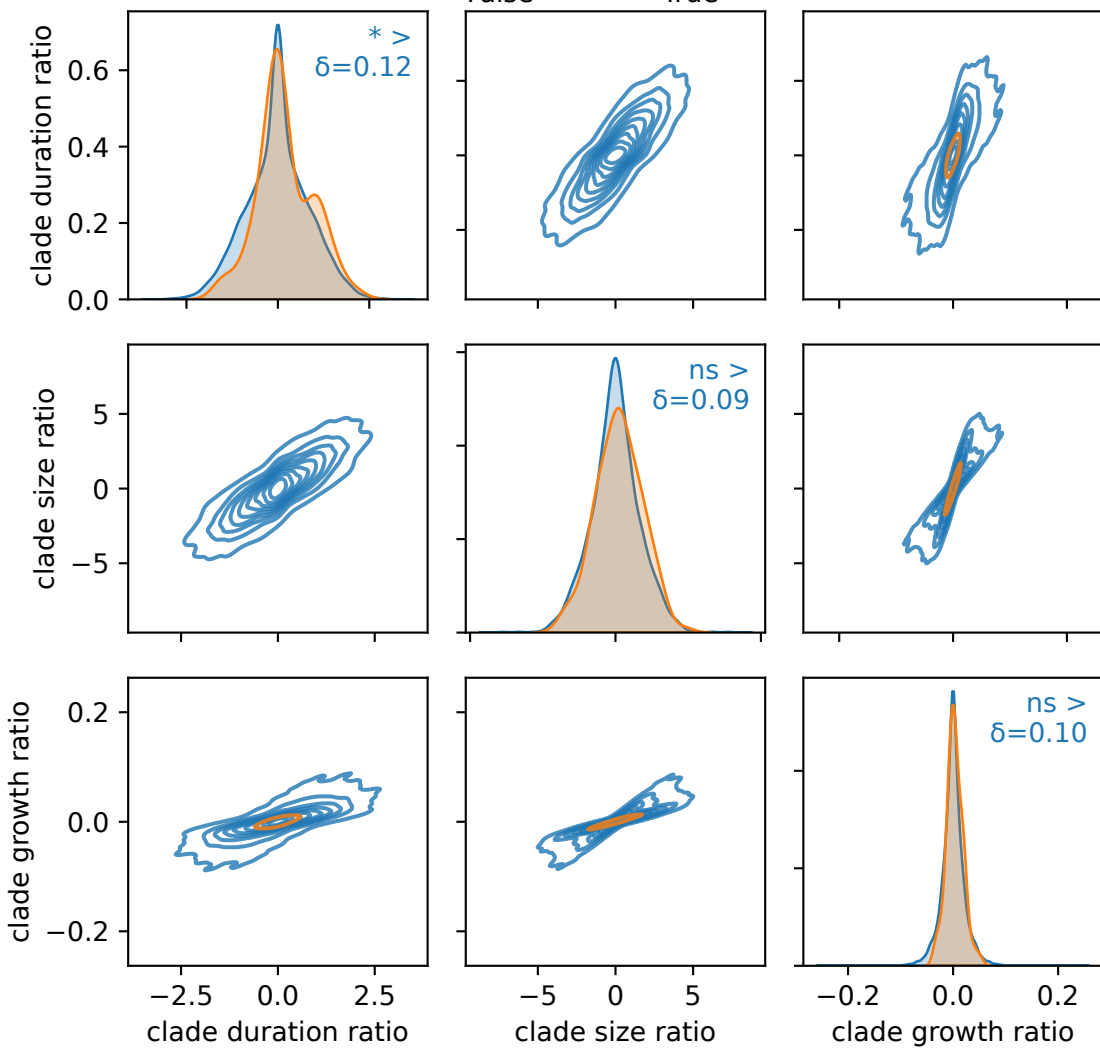 clade duration ratio
0.6
0.4
0.2
0.0
* >
δ=0.12
clade size ratio
5
0
−5
ns >
δ=0.09
clade growth ratio
0.2
0.0
−0.2
ns >
δ=0.10
−2.5 0.0 2.5
−5 0 5
−0.2 0.0 0.2
clade duration ratio
clade size ratio
clade growth ratio